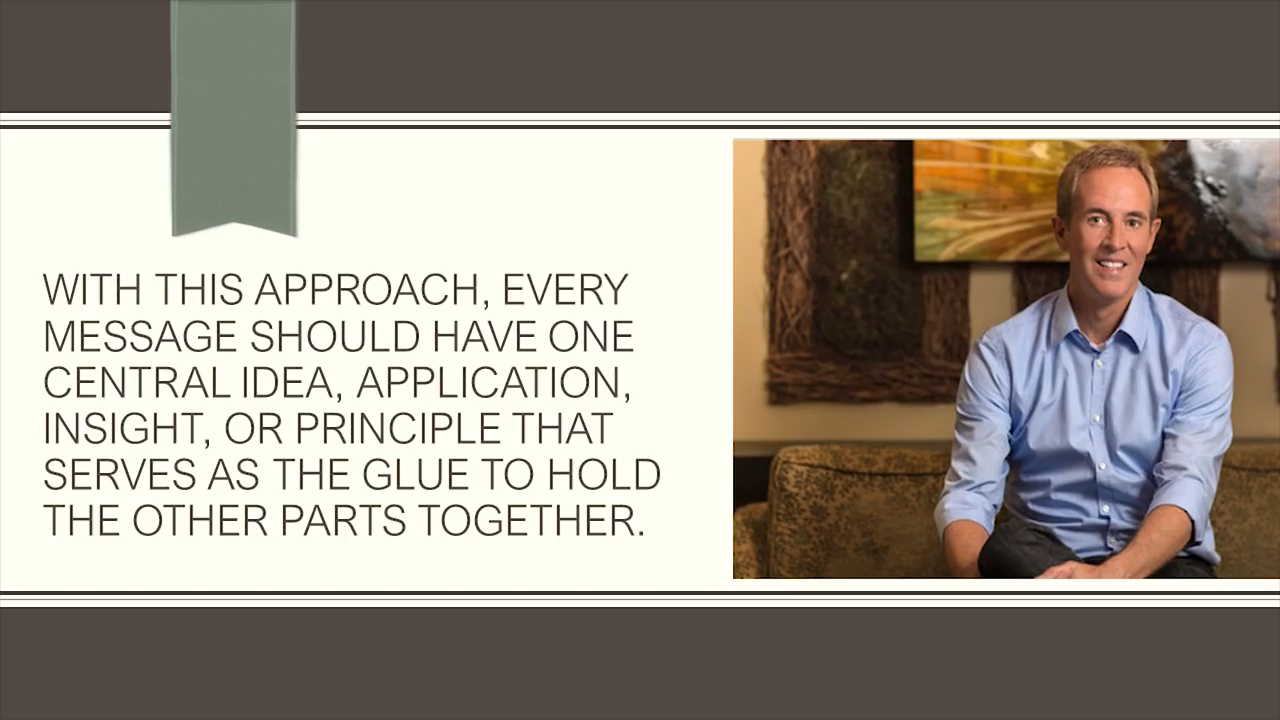 WITH THIS APPROACH, EVERY
MESSAGE SHOULD HAVE ONE
CENTRAL IDEA, APPLICATION,
INSIGHT, OR PRINCIPLE THAT
SERVES AS THE GLUE TO HOLD
THE OTHER PARTS TOGETHER.